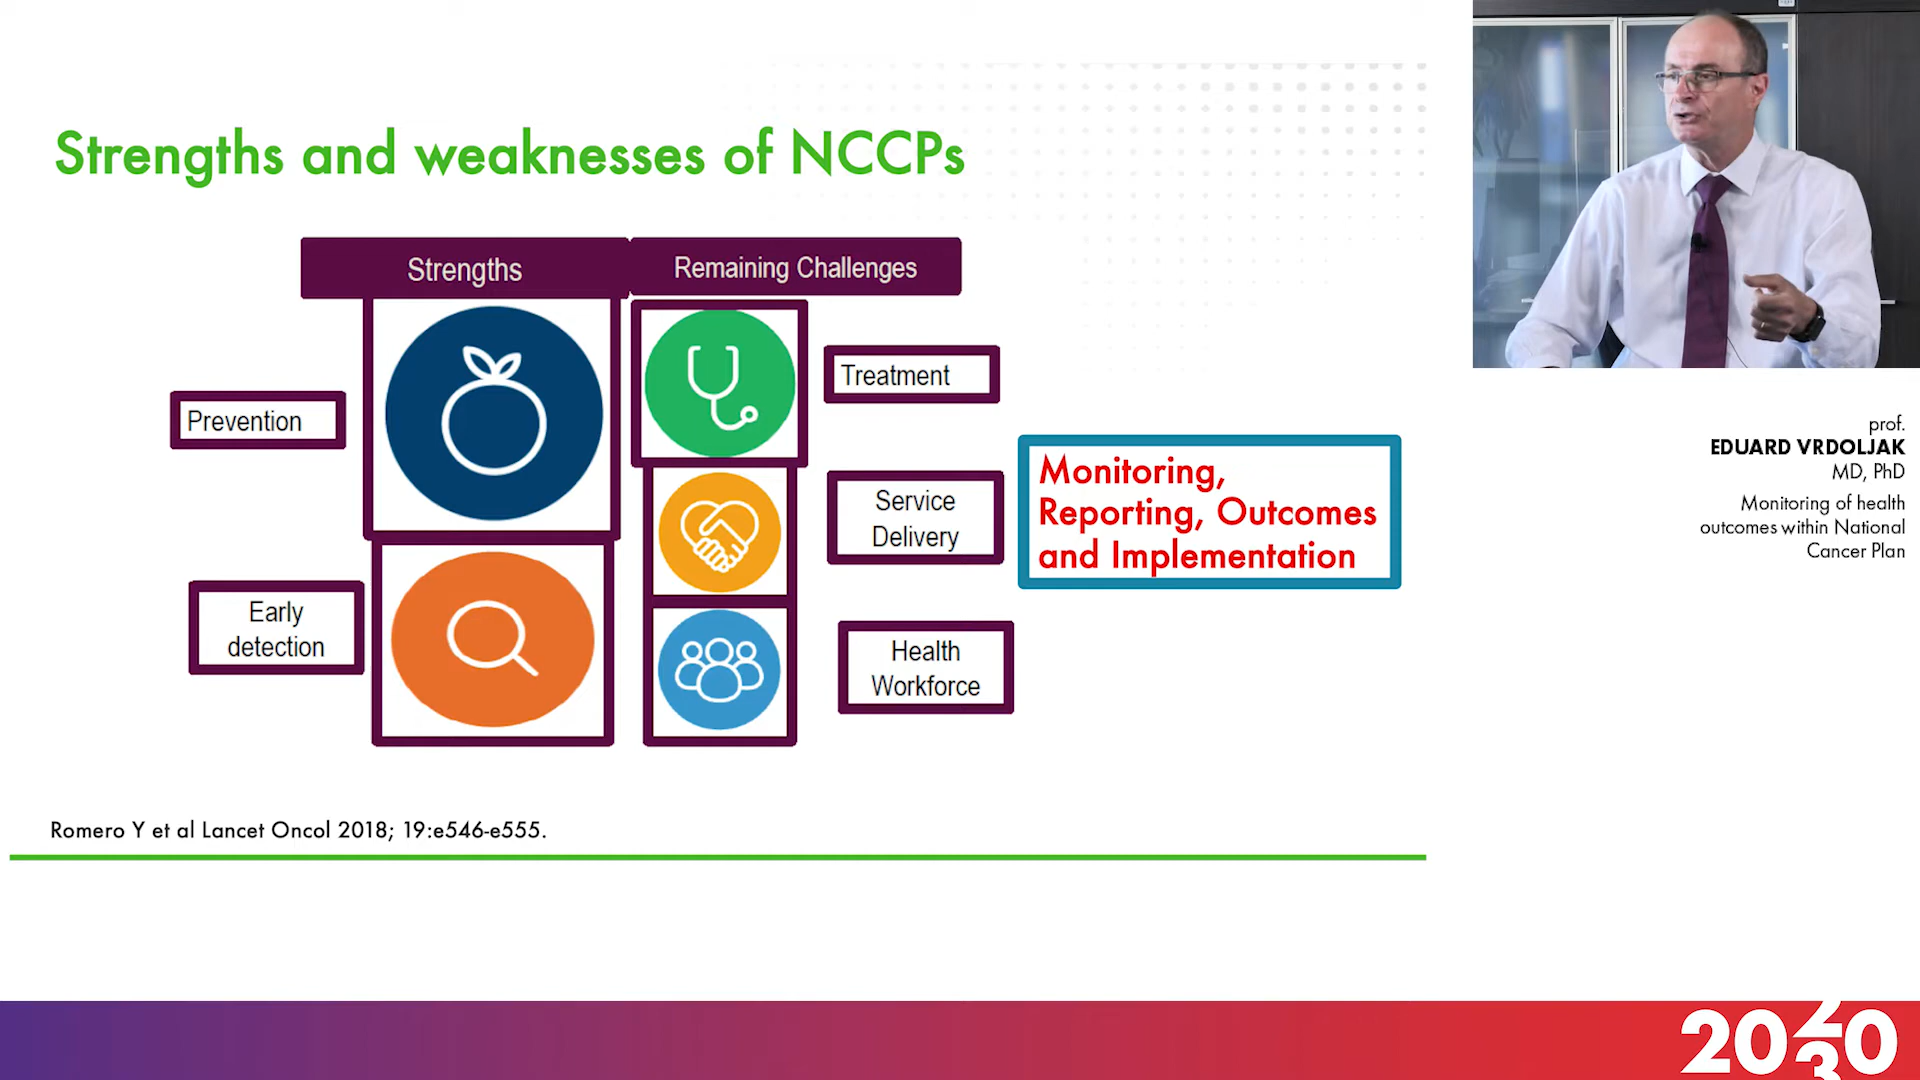 Strengths and weaknesses of NCCPs
Strengths
Remaining Challenges
Prevention
Early
detection
Treatment
Service
Delivery
Health
Workforce
Monitoring,
Reporting, Outcomes
and Implementation
Romero Y et al Lancet Oncol 2018; 19:e546-e555.
prof.
EDUARD VRDOLJAK
MD, PhD
Monitoring of health
outcomes within National
Cancer Plan
2020
3